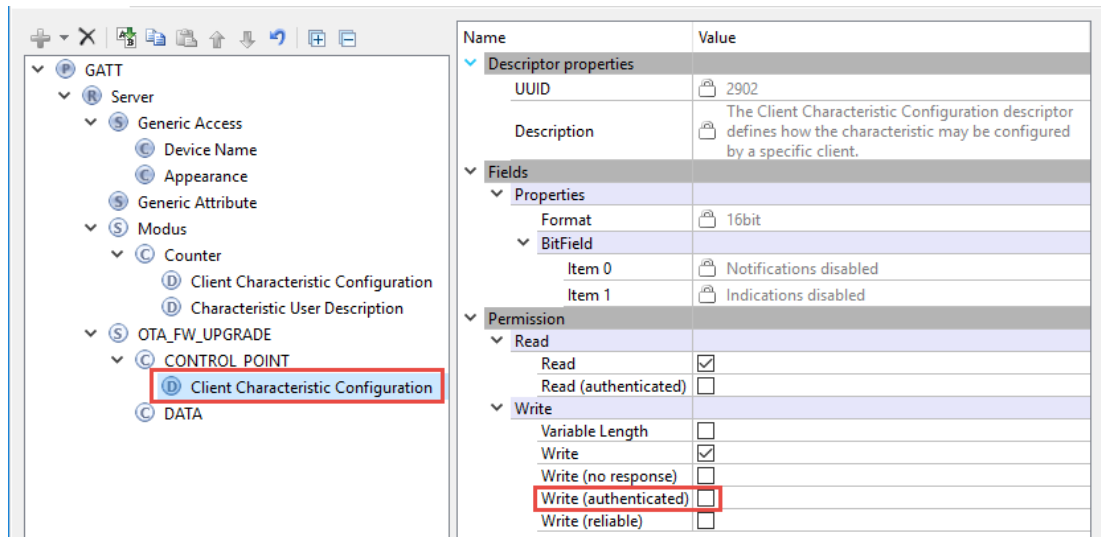 GATT
Server
Generic Access
Device Name
Appearance
Generic Attribute
Modus
Counter
Client Characteristic Configuration
Characteristic User Description
OTA_FW_UPGRADE
CONTROL POINT
Client Characteristic Configuration
DATA
Name Value
Descriptor properties
UUID 2902
Description The Client Characteristic Configuration descriptor
defines how the characteristic may be configured
by a specific client.
Fields
Properties
Format 16bit
BitField
Item 0 Notifications disabled
Item 1 Indications disabled
Permission
Read
Read
Read (authenticated)
Write
Variable Length
Write
Write (no response)
Write (authenticated)
Write (reliable)